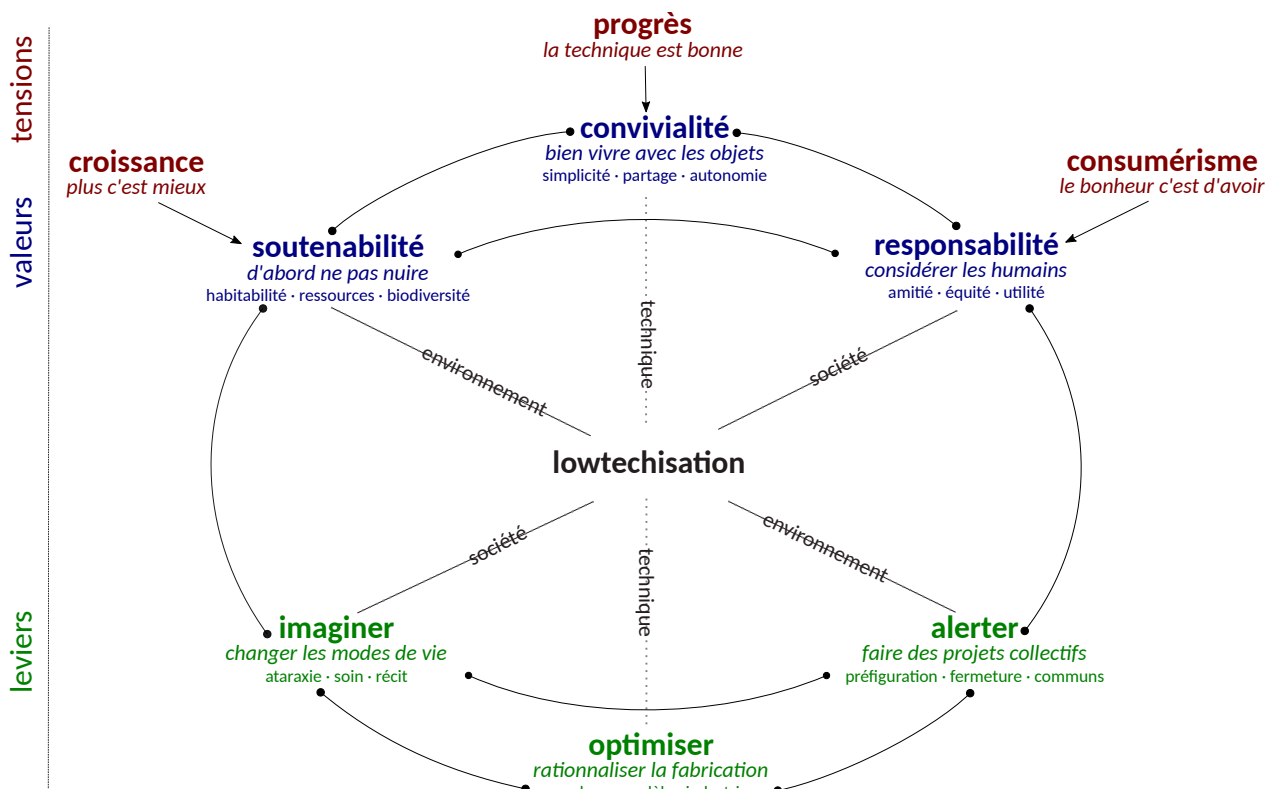 tensions
progrès
la technique est bonne
convivialité
bien vivre avec les objets
simplicité · partage · autonomie
croissance
plus c'est mieux
consumérisme
le bonheur c'est d'avoir
valeurs
soutenabilité
d'abord ne pas nuire
habitabilité · ressources · biodiversité
responsabilité
considérer les humains
amitié · équité · utilité
environnement
technique
société
lowtechisation
société
technique
environnement
leviers
imaginer
changer les modes de vie
ataraxie · soin · récit
alerter
faire des projets collectifs
préfiguration · fermeture · communs
optimiser
rationnaliser la fabrication